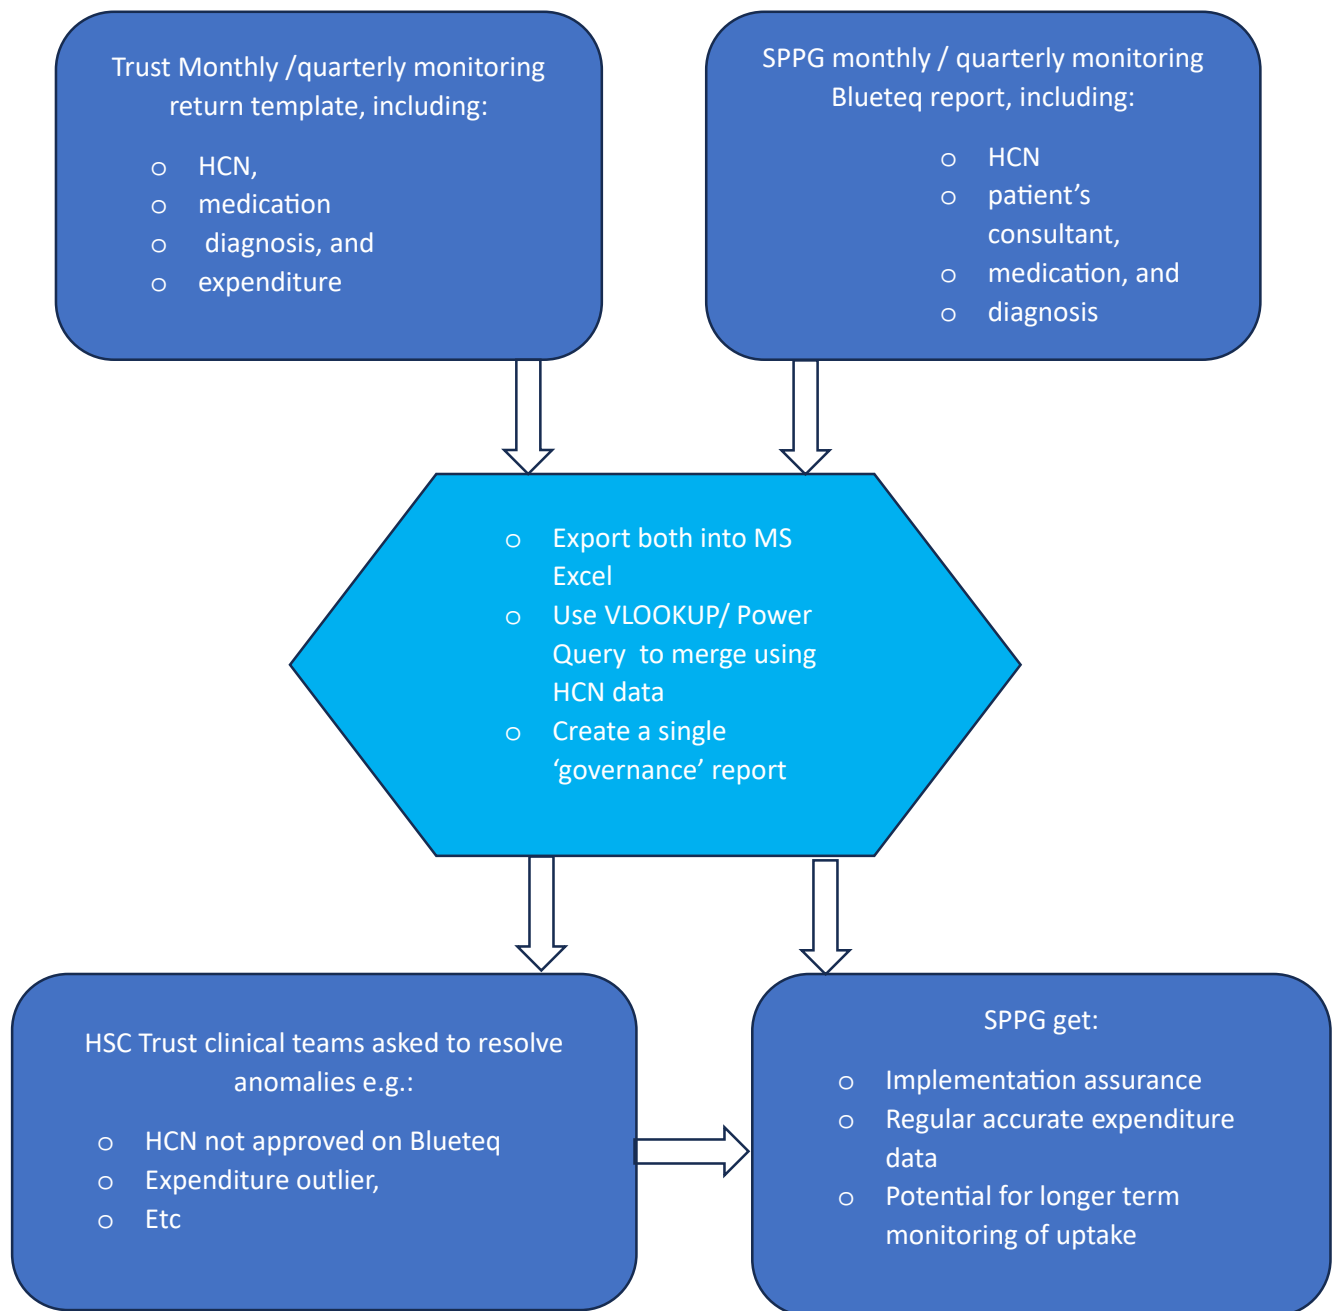 Trust Monthly /quarterly monitoring
return template, including:
o HCN,
o medication
o diagnosis, and
o expenditure
SPPG monthly / quarterly monitoring
Blueteq report, including:
o HCN
o patient’s
consultant,
o medication, and
o diagnosis
o Export both into MS
Excel
o Use VLOOKUP/ Power
Query to merge using
HCN data
o Create a single
‘governance’ report
HSC Trust clinical teams asked to resolve
anomalies e.g.:
o HCN not approved on Blueteq
o Expenditure outlier,
o Etc
SPPG get:
o Implementation assurance
o Regular accurate expenditure
data
o Potential for longer term
monitoring of uptake